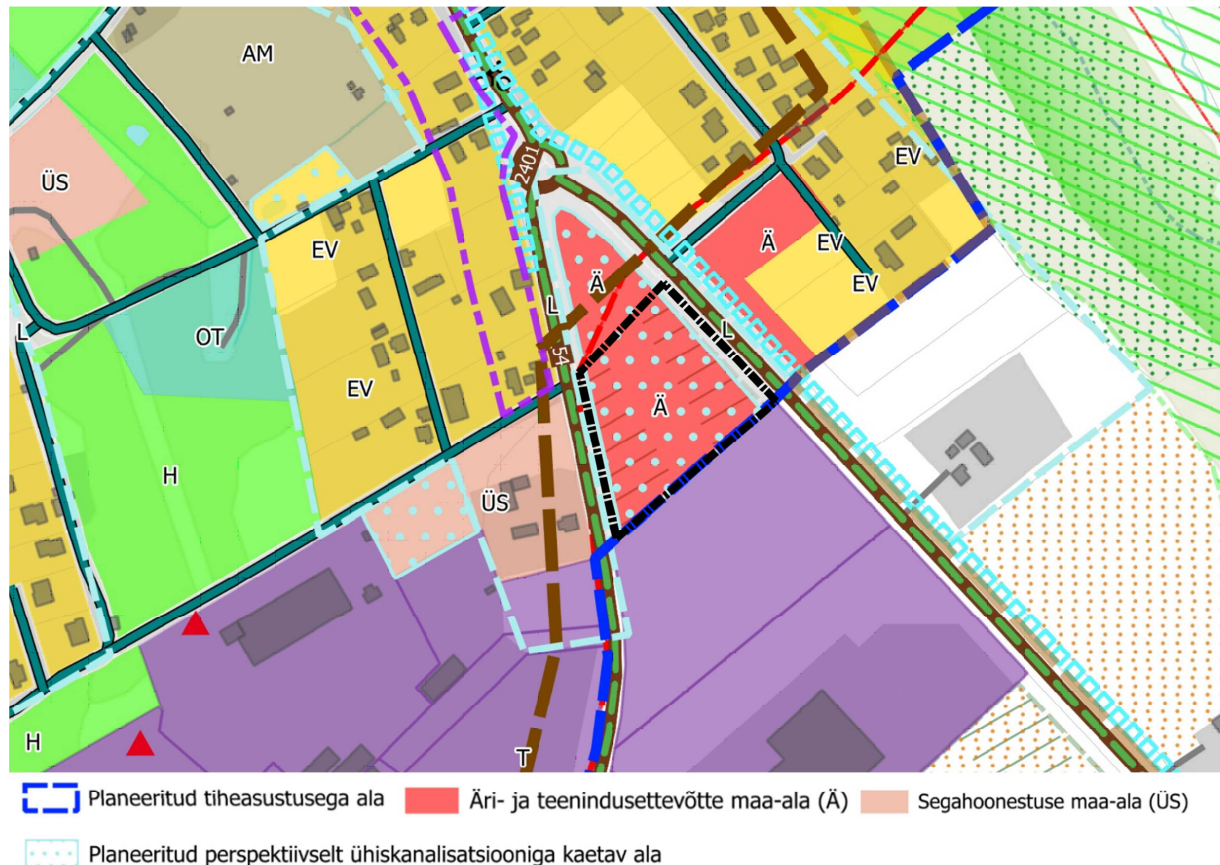 AM
2401
EV
ÜS
EV
Ä
EV
Ä
EV
L
OT
L
L
54
EV
Ä
H
ÜS
H
T
Planeeritud tiheasustusega ala
Äri- ja teenindusettevõtte maa-ala (Ä)
Segahoonestuse maa-ala (ÜS)
Planeeritud perspektiivselt ühiskanalisatsiooniga kaetav ala